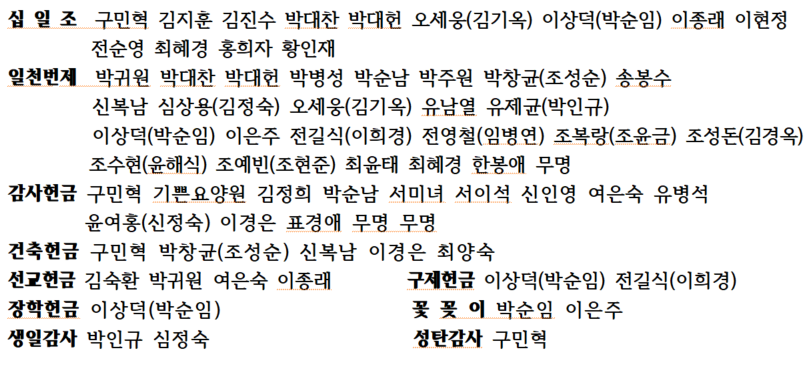 십 일 조 구민혁 김지훈 김진수 박대찬 박대헌 오세웅(김기옥) 이상덕(박순임) 이종래 이현정
전순영 최혜경 홍희자 황인재
일천번제 박귀원 박대찬 박대헌 박병성 박순남 박주원 박창균(조성순) 송봉수
신복남 심상용(김정숙) 오세웅(김기옥) 유남열 유제균(박인규)
이상덕(박순임) 이은주 전길식(이희경) 전영철(임병연) 조복랑(조윤금) 조성돈(김경옥)
조수현(윤해식) 조예빈(조현준) 최윤태 최혜경 한봉애 무명
감사헌금 구민혁 기쁜요양원 김정희 박순남 서미녀 서이석 신인영 여은숙 유병석
윤여홍(신정숙) 이경은 표경애 무명 무명
건축헌금 구민혁 박창균(조성순) 신복남 이경은 최양숙
선교헌금 김숙환 박귀원 여은숙 이종래 구제헌금 이상덕(박순임) 전길식(이희경)
장학헌금 이상덕(박순임) 꽃 꽂 이 박순임 이은주
생일감사 박인규 심정숙 성탄감사 구민혁